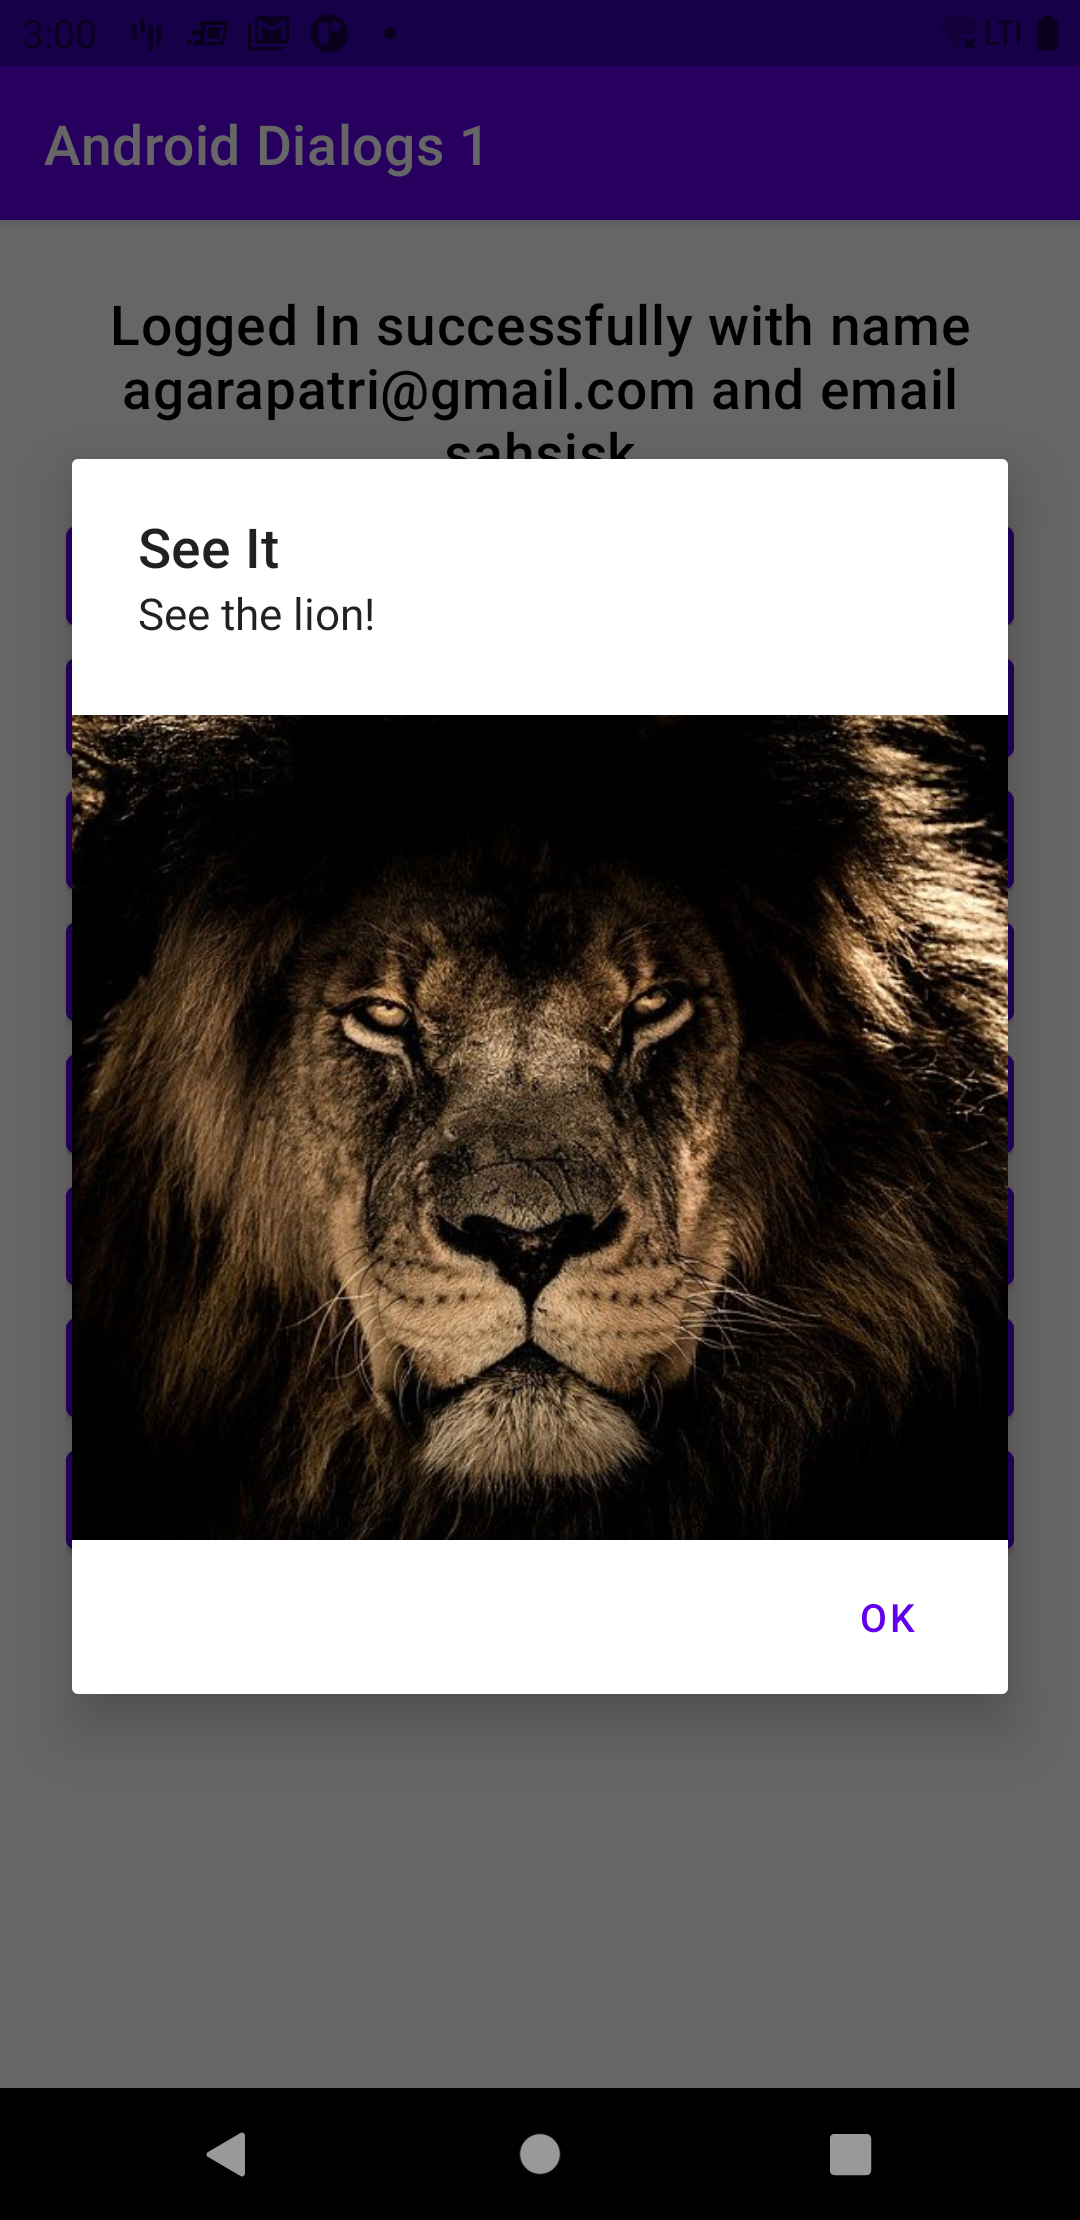 3:00
LTE
Android Dialogs 1
Logged In successfully with name
agarapatri@gmail.com and email
sahsisk
See It
See the lion!
OK